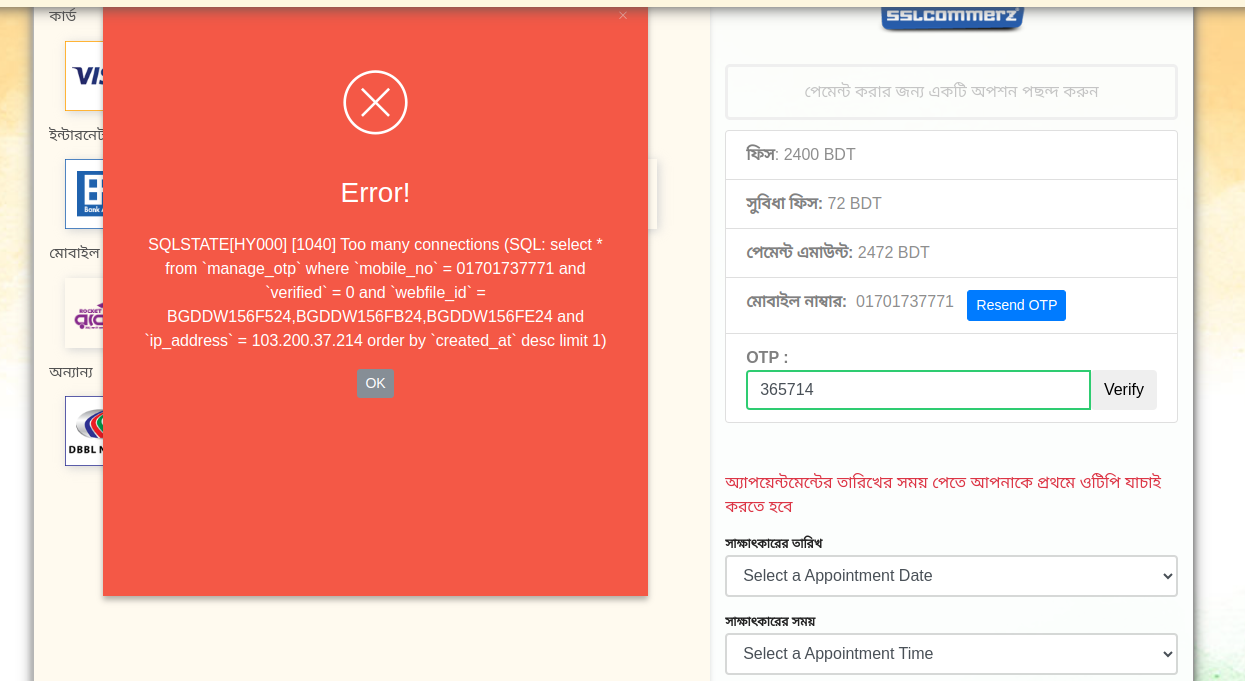 কার্ড
ইন্টারনেট
Bank A
মোবাইল
ROCKET
অন্যান্য
DBBL N
×
Error!
SQLSTATE[HY000] [1040] Too many connections (SQL: select *
from `manage_otp` where `mobile_no` = 01701737771 and
`verified` = 0 and `webfile_id` =
BGDDW156F524,BGDDW156FB24,BGDDW156FE24 and
`ip_address` = 103.200.37.214 order by `created_at` desc limit 1)
OK
SSLCOMMERZ
পেমেন্ট করার জন্য একটি অপশন পছন্দ করুন
ফিস: 2400 BDT
সুবিধা ফিস: 72 BDT
পেমেন্ট এমাউন্ট: 2472 BDT
মোবাইল নাম্বার: 01701737771 Resend OTP
OTP :
365714 Verify
অ্যাপয়েন্টমেন্টের তারিখের সময় পেতে আপনাকে প্রথমে ওটিপি যাচাই
করতে হবে
সাক্ষাৎকারের তারিখ
Select a Appointment Date
সাক্ষাৎকারের সময়
Select a Appointment Time